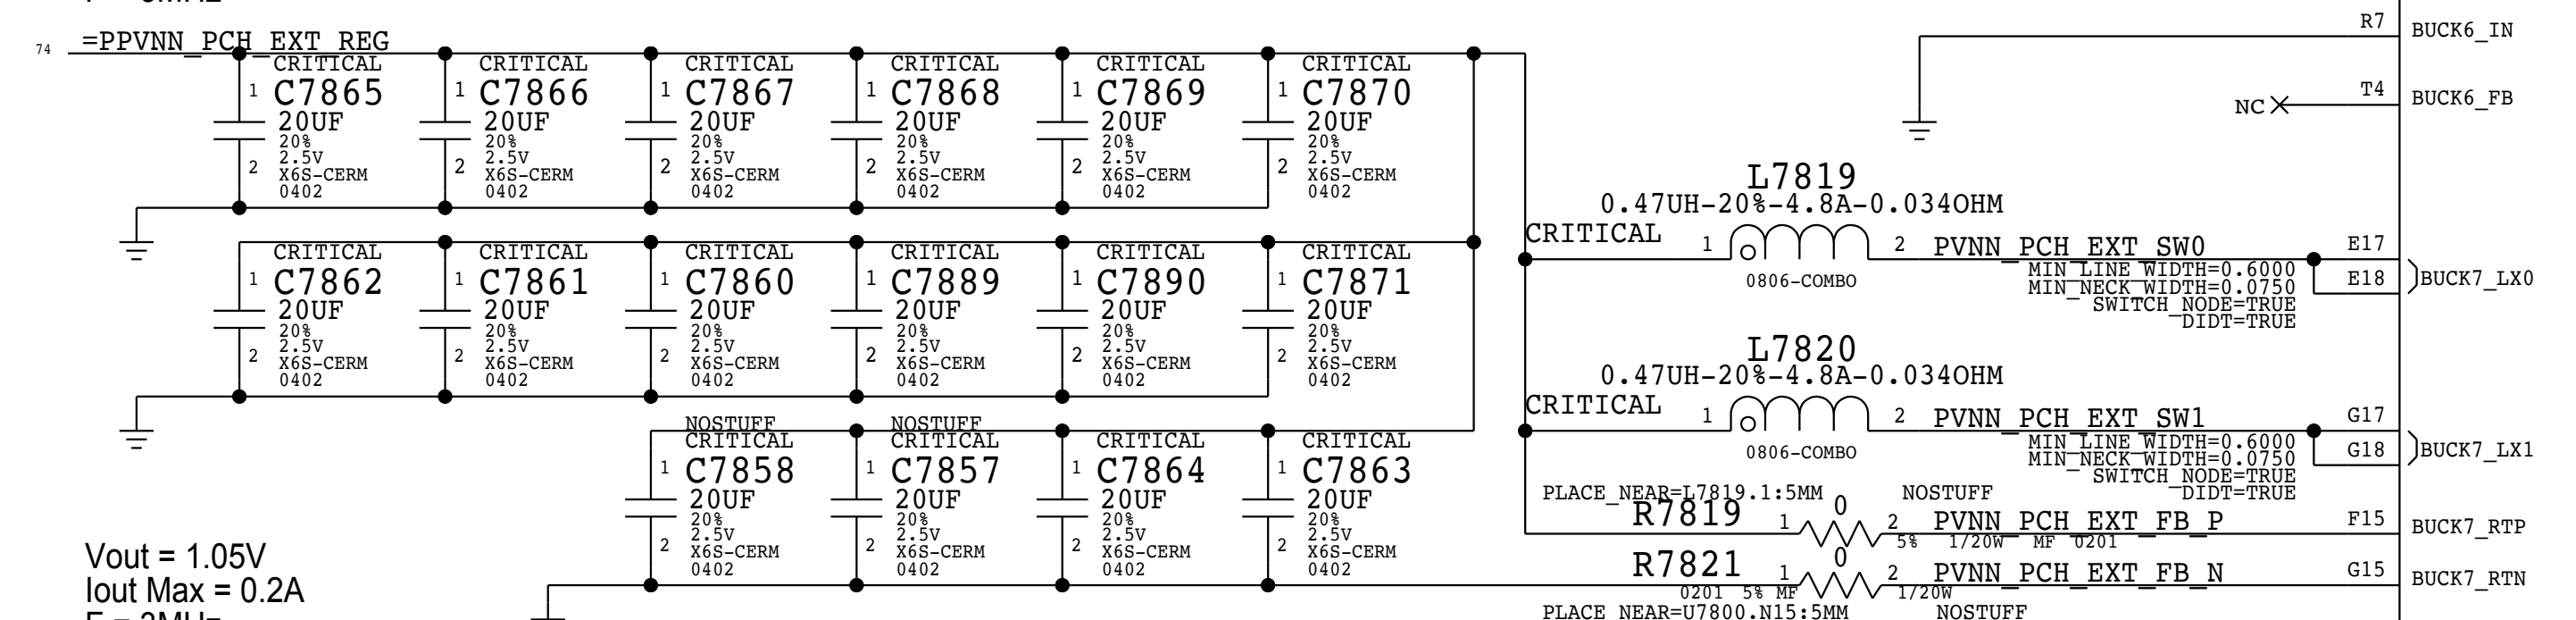 74 =PPVNN_PCH_EXT_REG
CRITICAL CRITICAL CRITICAL CRITICAL CRITICAL CRITICAL
1 C7865 1 C7866 1 C7867 1 C7868 1 C7869 1 C7870
20UF 20UF 20UF 20UF 20UF 20UF
20% 20% 20% 20% 20% 20%
2.5V 2.5V 2.5V 2.5V 2.5V 2.5V
2 X6S-CERM 2 X6S-CERM 2 X6S-CERM 2 X6S-CERM 2 X6S-CERM 2 X6S-CERM
0402 0402 0402 0402 0402 0402
CRITICAL CRITICAL CRITICAL CRITICAL CRITICAL CRITICAL
1 C7862 1 C7861 1 C7860 1 C7889 1 C7890 1 C7871
20UF 20UF 20UF 20UF 20UF 20UF
20% 20% 20% 20% 20% 20%
2.5V 2.5V 2.5V 2.5V 2.5V 2.5V
2 X6S-CERM 2 X6S-CERM 2 X6S-CERM 2 X6S-CERM 2 X6S-CERM 2 X6S-CERM
0402 0402 0402 0402 0402 0402
NOSTUFF NOSTUFF
CRITICAL CRITICAL CRITICAL CRITICAL
1 C7858 1 C7857 1 C7864 1 C7863
20UF 20UF 20UF 20UF
20% 20% 20% 20%
2.5V 2.5V 2.5V 2.5V
2 X6S-CERM 2 X6S-CERM 2 X6S-CERM 2 X6S-CERM
0402 0402 0402 0402
Vout = 1.05V
Iout Max = 0.2A
R7 BUCK6_IN
NC T4 BUCK6_FB
L7819
0.47UH-20%-4.8A-0.034OHM
CRITICAL 1 2 PVNN_PCH_EXT_SW0 E17
0806-COMBO
MIN_LINE_WIDTH=0.6000
E18 BUCK7_LX0
MIN_NECK_WIDTH=0.0750
SWITCH_NODE=TRUE
DIDT=TRUE
L7820
0.47UH-20%-4.8A-0.034OHM
CRITICAL 1 2 PVNN_PCH_EXT_SW1 G17
0806-COMBO
MIN_LINE_WIDTH=0.6000
G18 BUCK7_LX1
MIN_NECK_WIDTH=0.0750
SWITCH_NODE=TRUE
DIDT=TRUE
PLACE_NEAR=L7819.1:5MM NOSTUFF
R7819 1 0 2 PVNN_PCH_EXT_FB_P F15 BUCK7_RTP
5% 1/20W MF 0201
R7821 1 0 2 PVNN_PCH_EXT_FB_N G15 BUCK7_RTN
0201 5% MF 1/20W
PLACE_NEAR=U7800.N15:5MM NOSTUFF